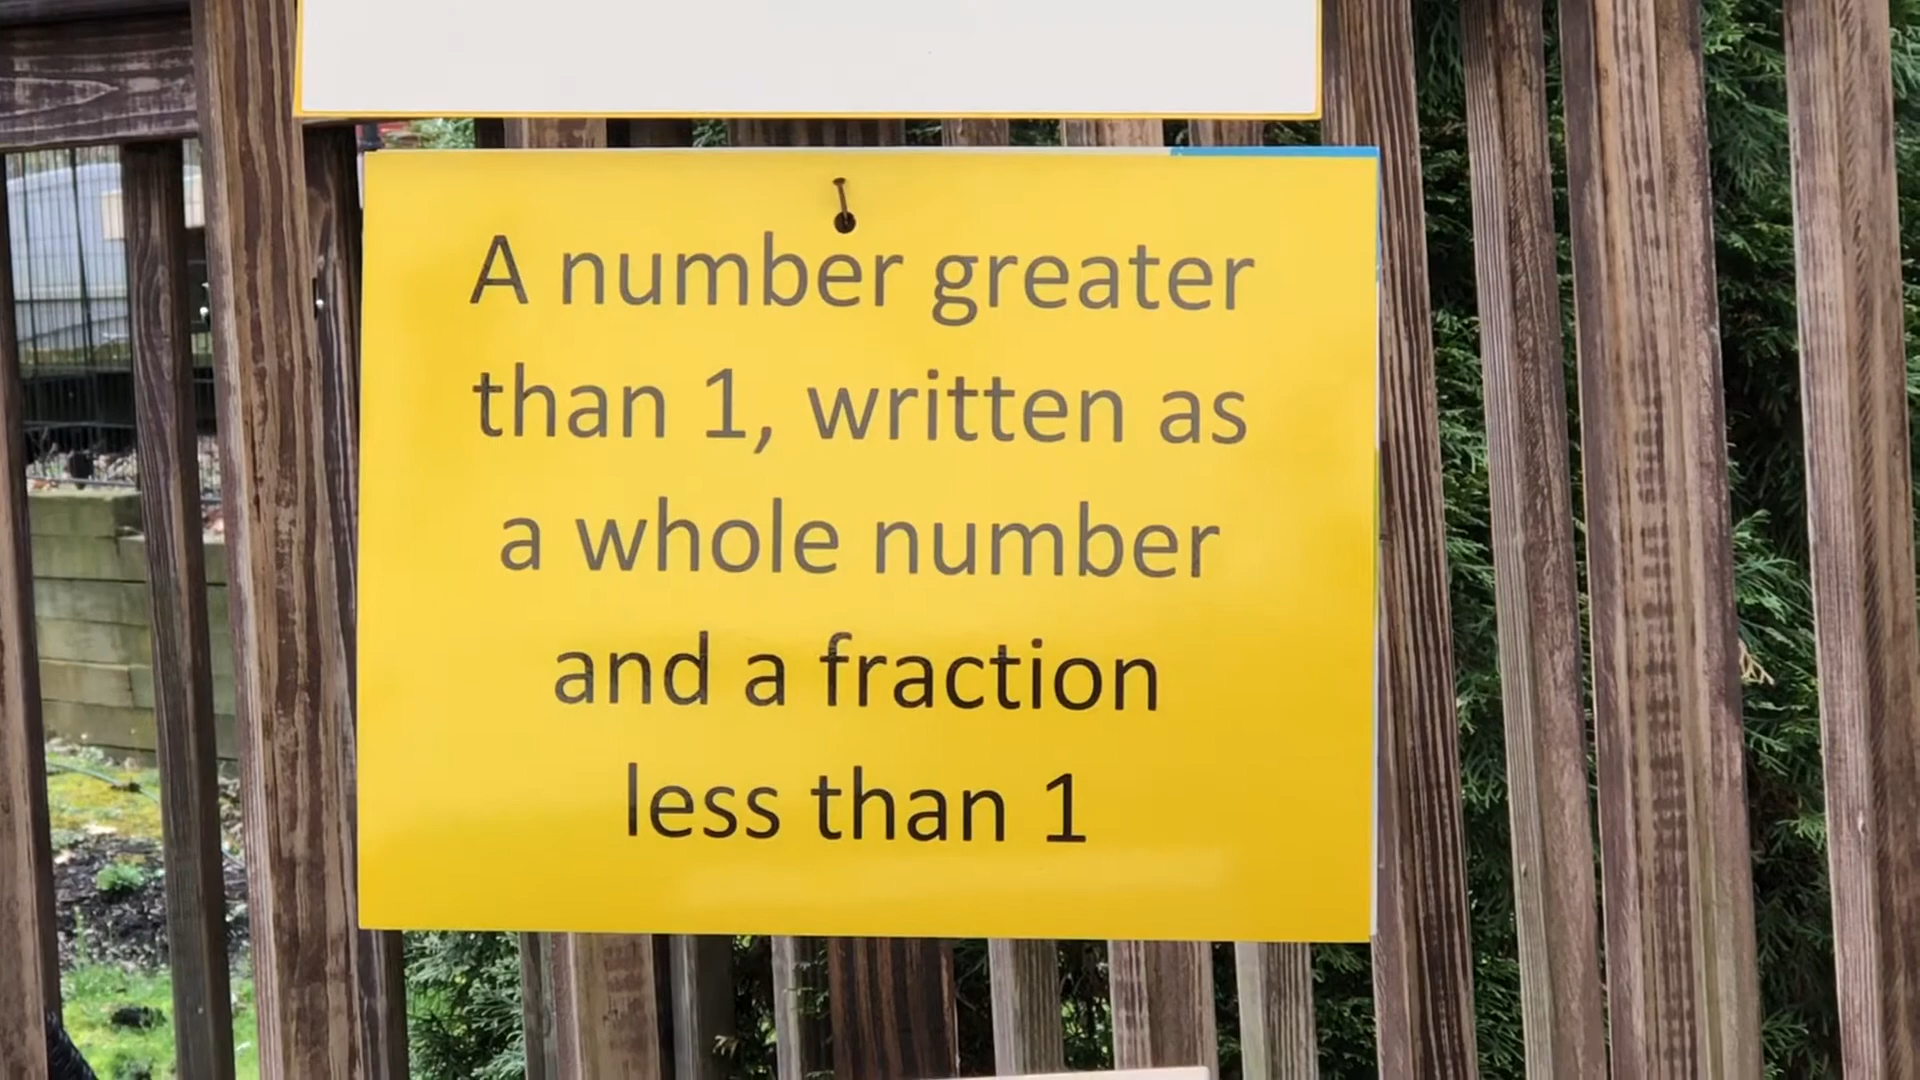 A number greater
than 1, written as
a whole number
and a fraction
less than 1